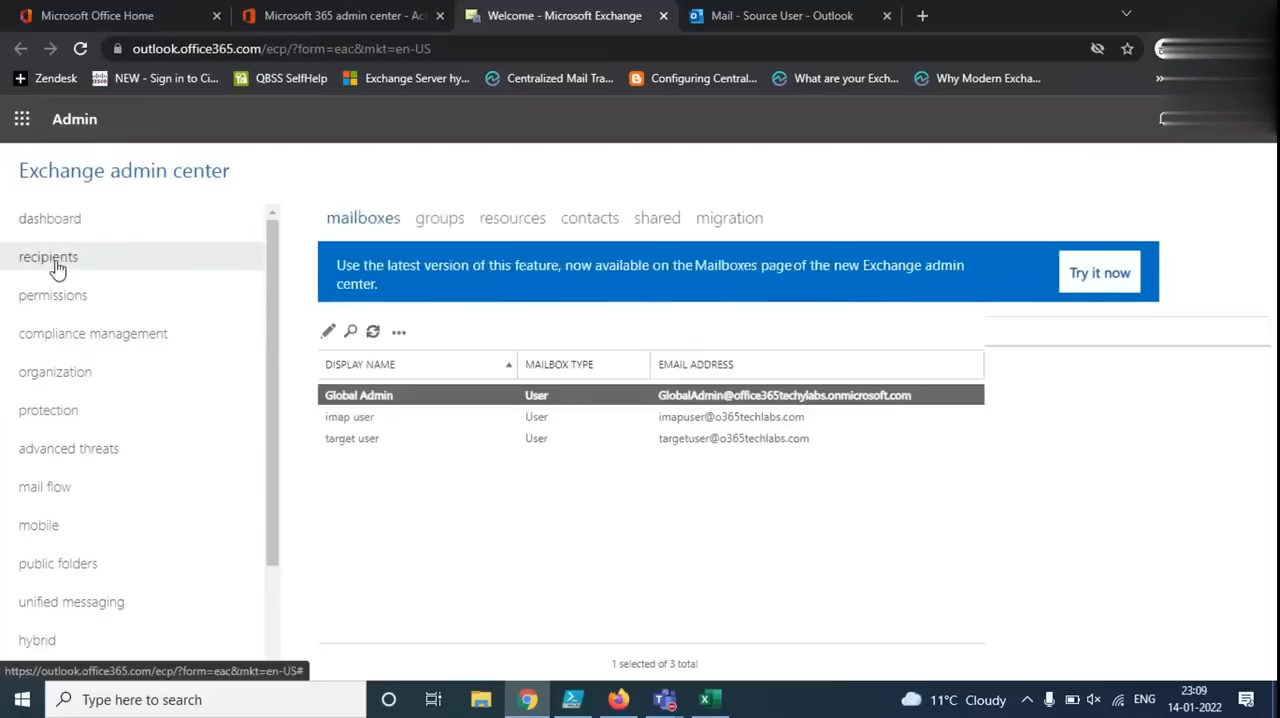 Microsoft Office Home
Microsoft 365 admin center - Ac
Welcome - Microsoft Exchange
Mail - Source User - Outlook
outlook.office365.com/ecp/?form=eac&mkt=en-US
Zendesk
NEW - Sign in to Ci...
QBSS SelfHelp
Exchange Server hy...
Centralized Mail Tra...
Configuring Central...
What are your Exch...
Why Modern Excha...
Admin
Exchange admin center
dashboard
recipients
permissions
compliance management
organization
protection
advanced threats
mail flow
mobile
public folders
unified messaging
hybrid
mailboxes groups resources contacts shared migration
Use the latest version of this feature, now available on the Mailboxes page of the new Exchange admin
center.
Try it now
DISPLAY NAME MAILBOX TYPE EMAIL ADDRESS
Global Admin User GlobalAdmin@office365techylabs.onmicrosoft.com
imap user User imapuser@o365techlabs.com
target user User targetuser@o365techlabs.com
1 selected of 3 total
https://outlook.office365.com/ecp/?form=eac&mkt=en-US#
Type here to search
11°C Cloudy
ENG
23:09
14-01-2022